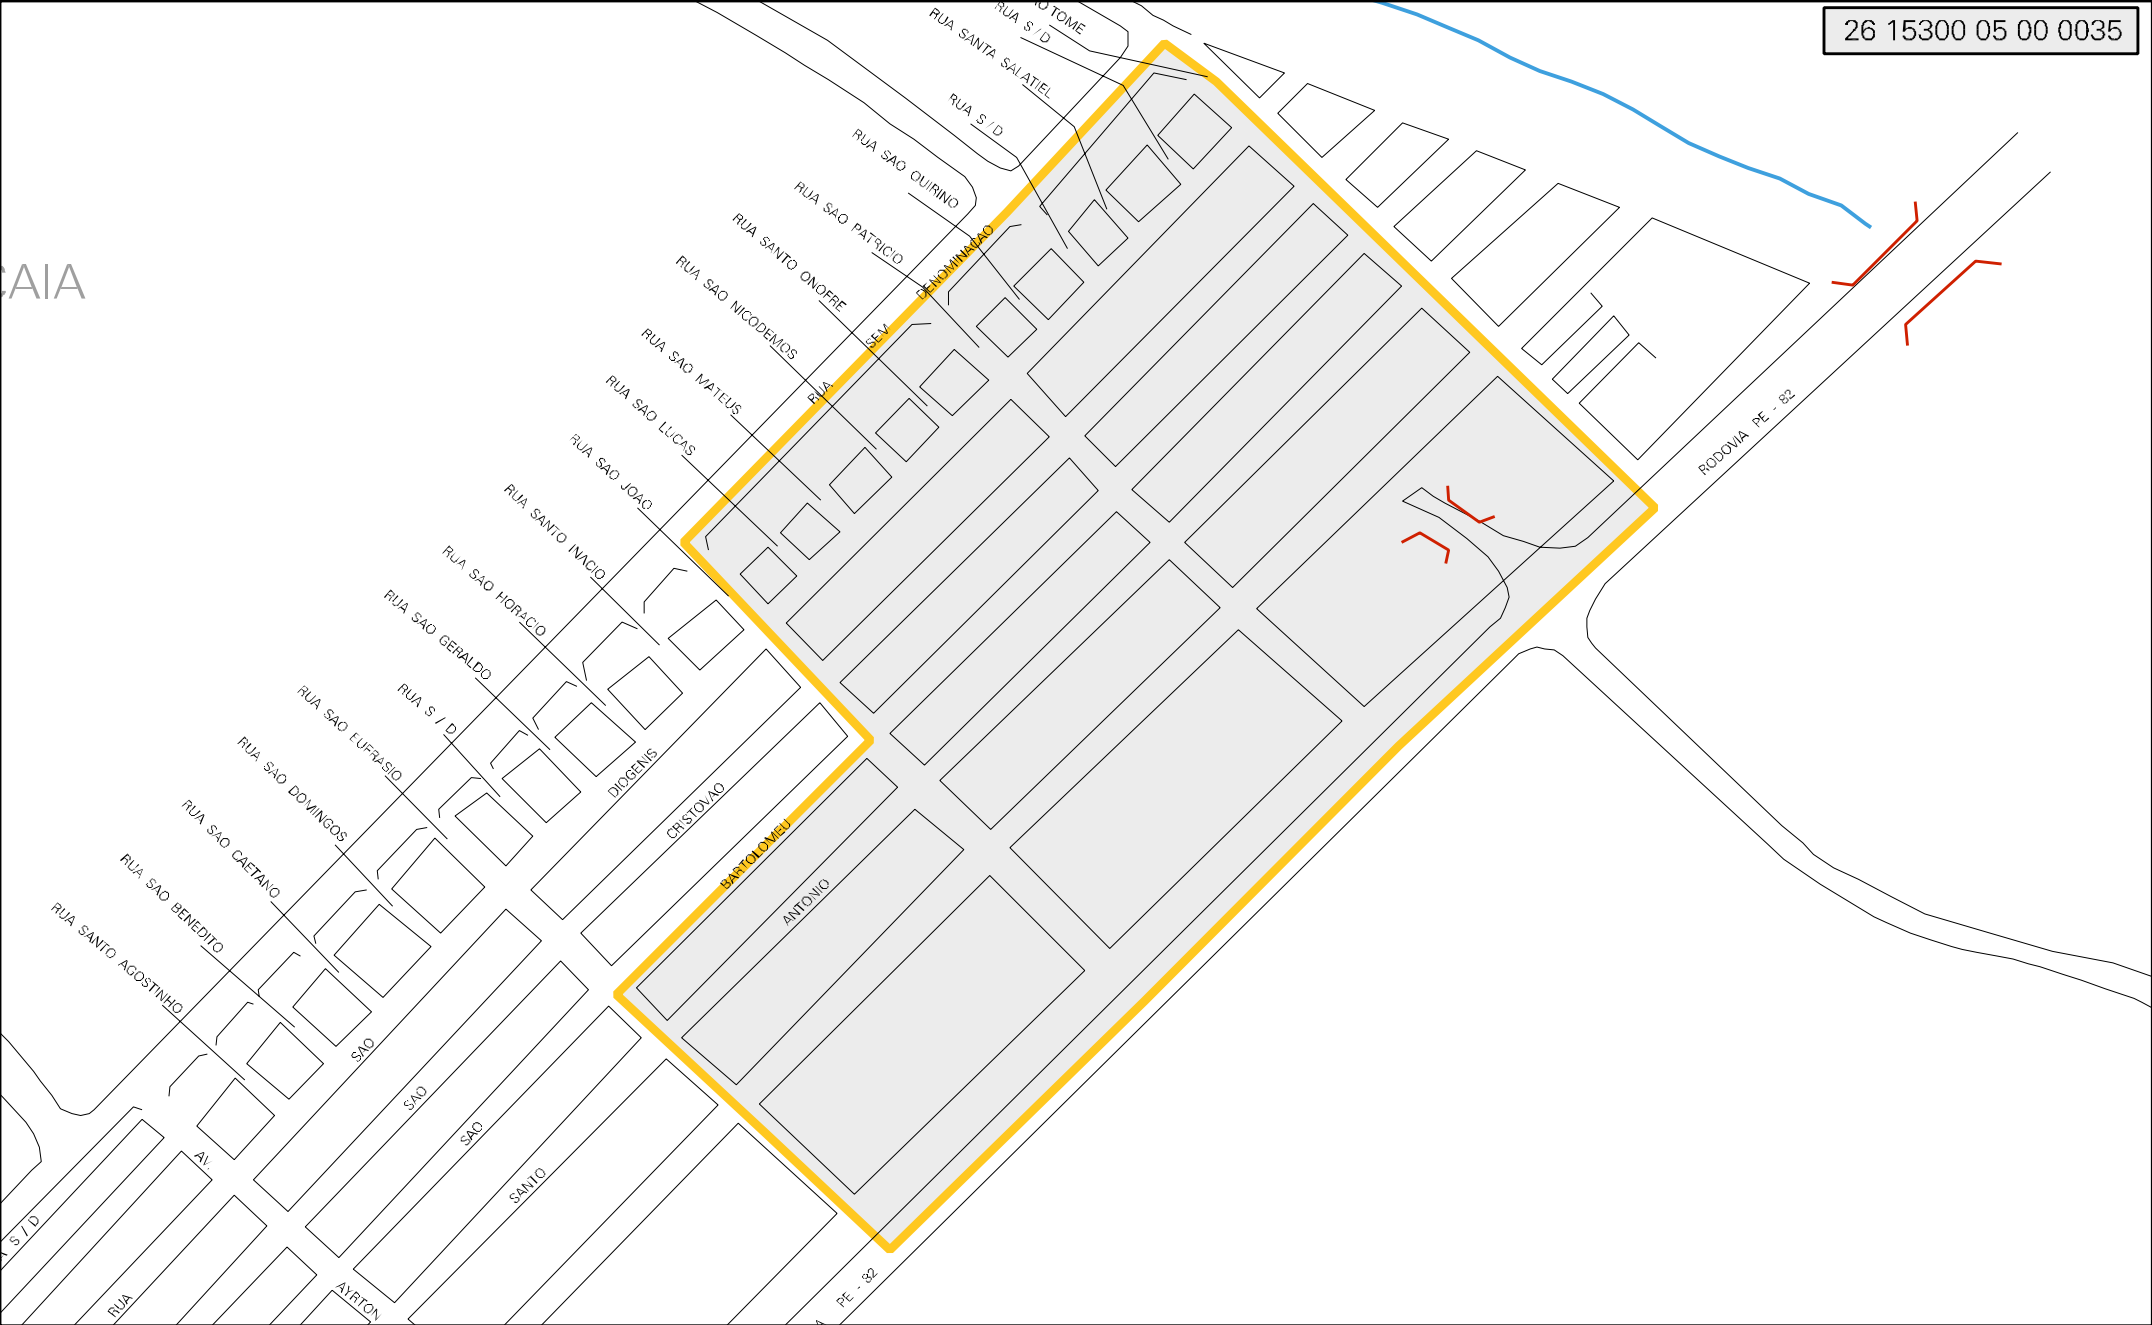 26 15300 05 00 0035
RUA S / D
RUA SANTA SALATIEL
RUA S / D
RUA SAO QUIRINO
RUA SAO PATRICIO
RUA SANTO ONOFRE
RUA SAO NICODEMOS
RUA SAO MATEUS
RUA SAO LUCAS
RUA SAO JOAO
RUA SANTO INACIO
RUA SAO HORACIO
RUA SAO GERALDO
RUA S / D
RUA SAO EUFRASIO
RUA SAO DOMINGOS
RUA SAO CAETANO
RUA SAO BENEDITO
RUA SANTO AGOSTINHO
RUA SEM DENOMINACAO
RODOVIA PE - 82
SAO DIOGENIS
SAO CRISTOVAO
SAO BARTOLOMEU
SANTO ANTONIO
AV. AYRTON
RUA
S / D
PE - 82
TOME
CAIA